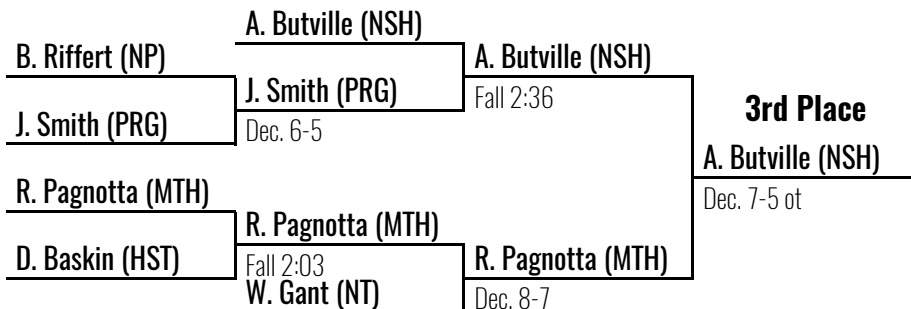 A. Butville (NSH)
B. Riffert (NP)
A. Butville (NSH)
J. Smith (PRG)
Fall 2:36
3rd Place
J. Smith (PRG)
Dec. 6-5
A. Butville (NSH)
R. Pagnotta (MTH)
Dec. 7-5 ot
R. Pagnotta (MTH)
D. Baskin (HST)
Fall 2:03
R. Pagnotta (MTH)
W. Gant (NT)
Dec. 8-7